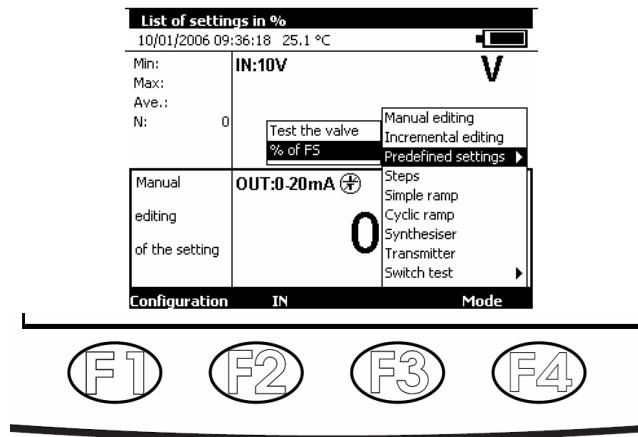 List of settings in %
10/01/2006 09:36:18 25.1 °C
Min:
Max:
Ave.:
N: 0
IN:10V
V
Test the valve
% of FS
Manual editing
Incremental editing
Predefined settings
Steps
Simple ramp
Cyclic ramp
Synthesiser
Transmitter
Switch test
Manual
editing
of the setting
OUT:0-20mA
0
Configuration IN Mode
F1 F2 F3 F4